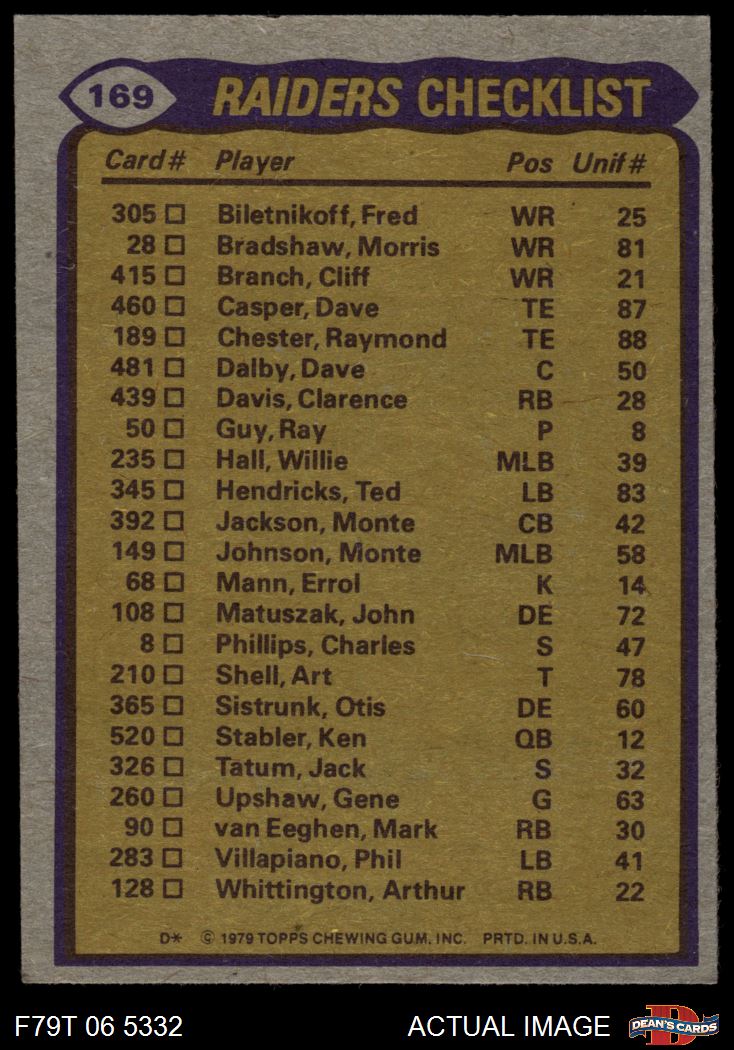 169 RAIDERS CHECKLIST
Card # Player Pos Unif #
305 Biletnikoff, Fred WR 25
28 Bradshaw, Morris WR 81
415 Branch, Cliff WR 21
460 Casper, Dave TE 87
189 Chester, Raymond TE 88
481 Dalby, Dave C 50
439 Davis, Clarence RB 28
50 Guy, Ray P 8
235 Hall, Willie MLB 39
345 Hendricks, Ted LB 83
392 Jackson, Monte CB 42
149 Johnson, Monte MLB 58
68 Mann, Errol K 14
108 Matuszak, John DE 72
8 Phillips, Charles S 47
210 Shell, Art T 78
365 Sistrunk, Otis DE 60
520 Stabler, Ken QB 12
326 Tatum, Jack S 32
260 Upshaw, Gene G 63
90 van Eeghen, Mark RB 30
283 Villapiano, Phil LB 41
128 Whittington, Arthur RB 22
D* © 1979 TOPPS CHEWING GUM, INC. PRTD. IN U.S.A.
F79T 06 5332 ACTUAL IMAGE D DEAN'S CARDS